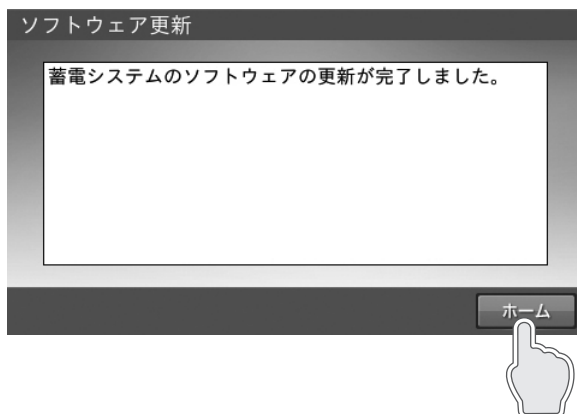 ソフトウェア更新
蓄電システムのソフトウェアの更新が完了しました。
ホーム